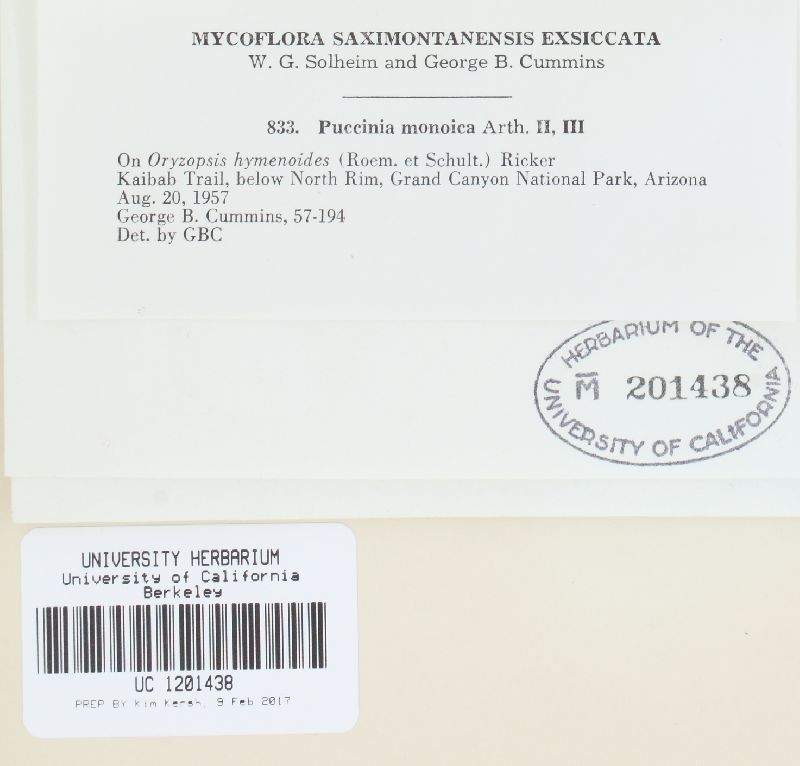 MYCOFLORA SAXIMONTANENSIS EXSICCATA
W. G. Solheim and George B. Cummins
833. Puccinia monoica Arth. II, III
On Oryzopsis hymenoides (Roem. et Schult.) Ricker
Kaibab Trail, below North Rim, Grand Canyon National Park, Arizona
Aug. 20, 1957
George B. Cummins, 57-194
Det. by GBC
HERBARIUM OF THE
M̅ 201438
UNIVERSITY OF CALIFORNIA
UNIVERSITY HERBARIUM
University of California
Berkeley
UC 1201438
PREP BY Kim Kersh, 9 Feb 2017